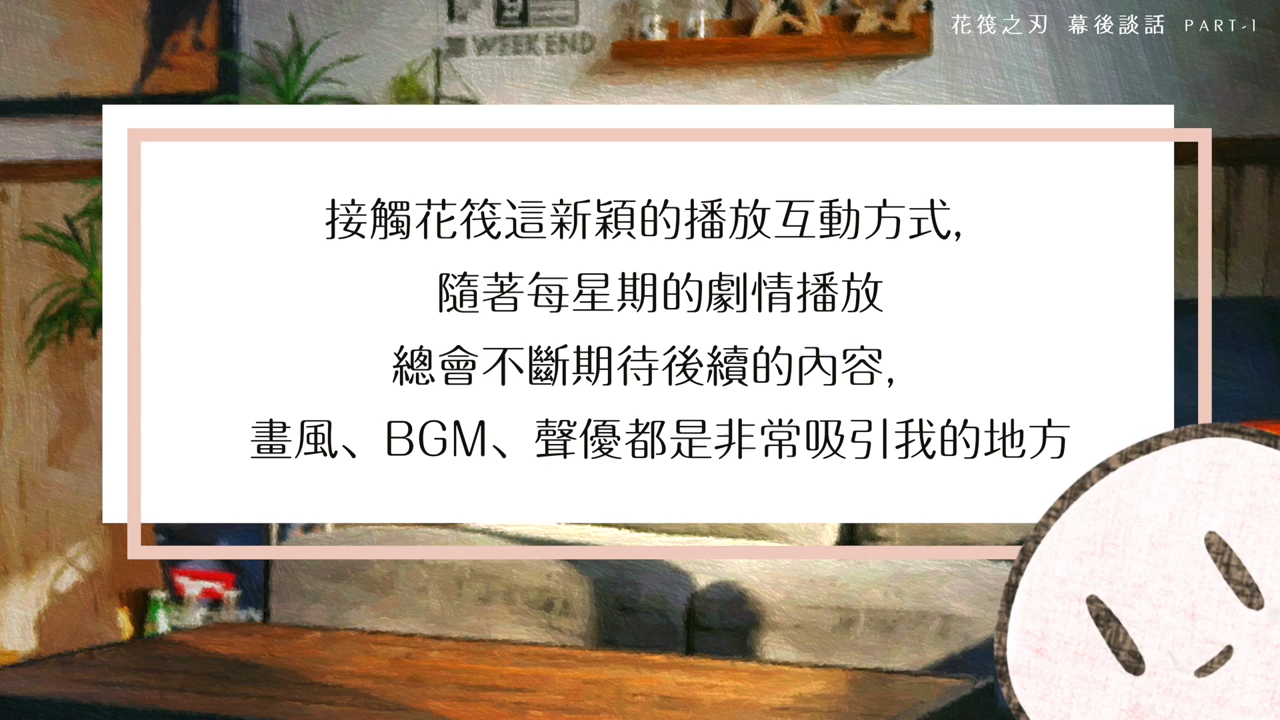 花筏之刃 幕後談話 PART-1
WEEKEND
接觸花筏這新穎的播放互動方式,
隨著每星期的劇情播放
總會不斷期待後續的內容,
畫風、BGM、聲優都是非常吸引我的地方